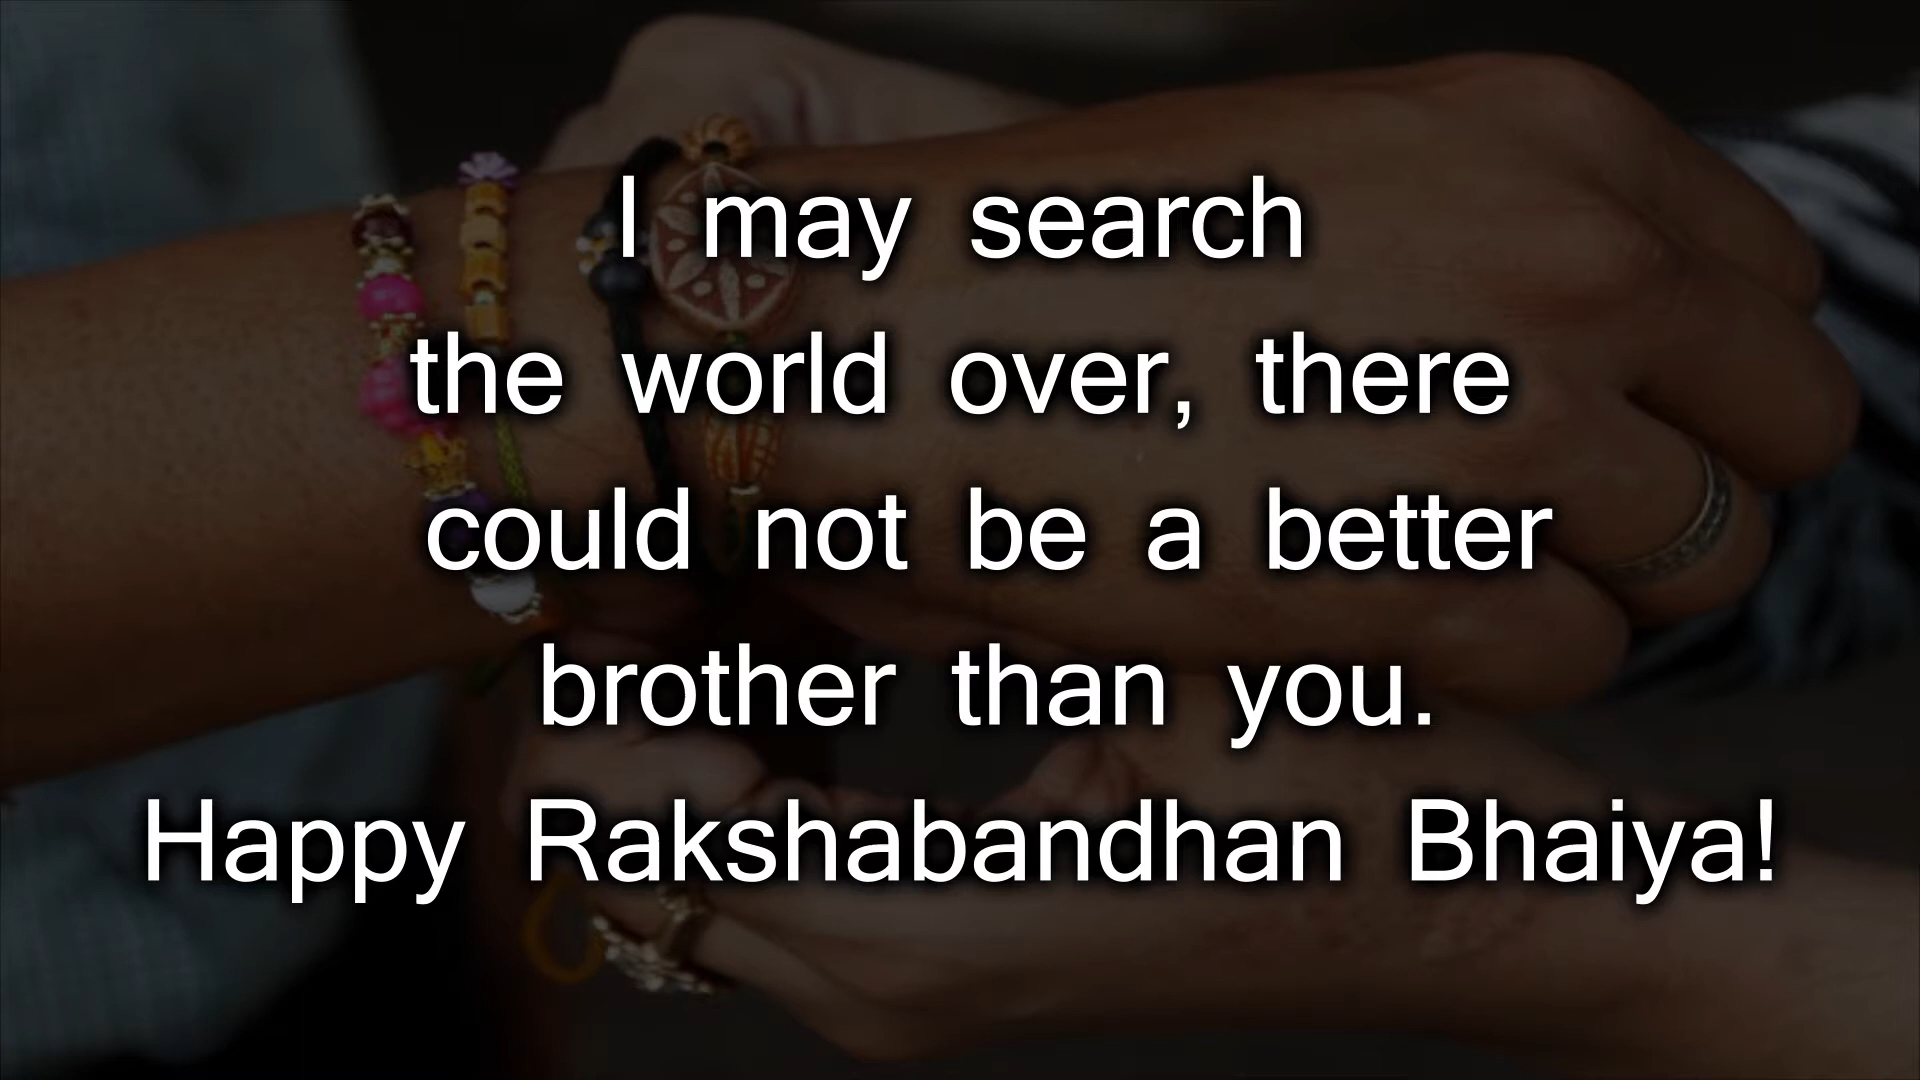 I may search
the world over, there
could not be a better
brother than you.
Happy Rakshabandhan Bhaiya!